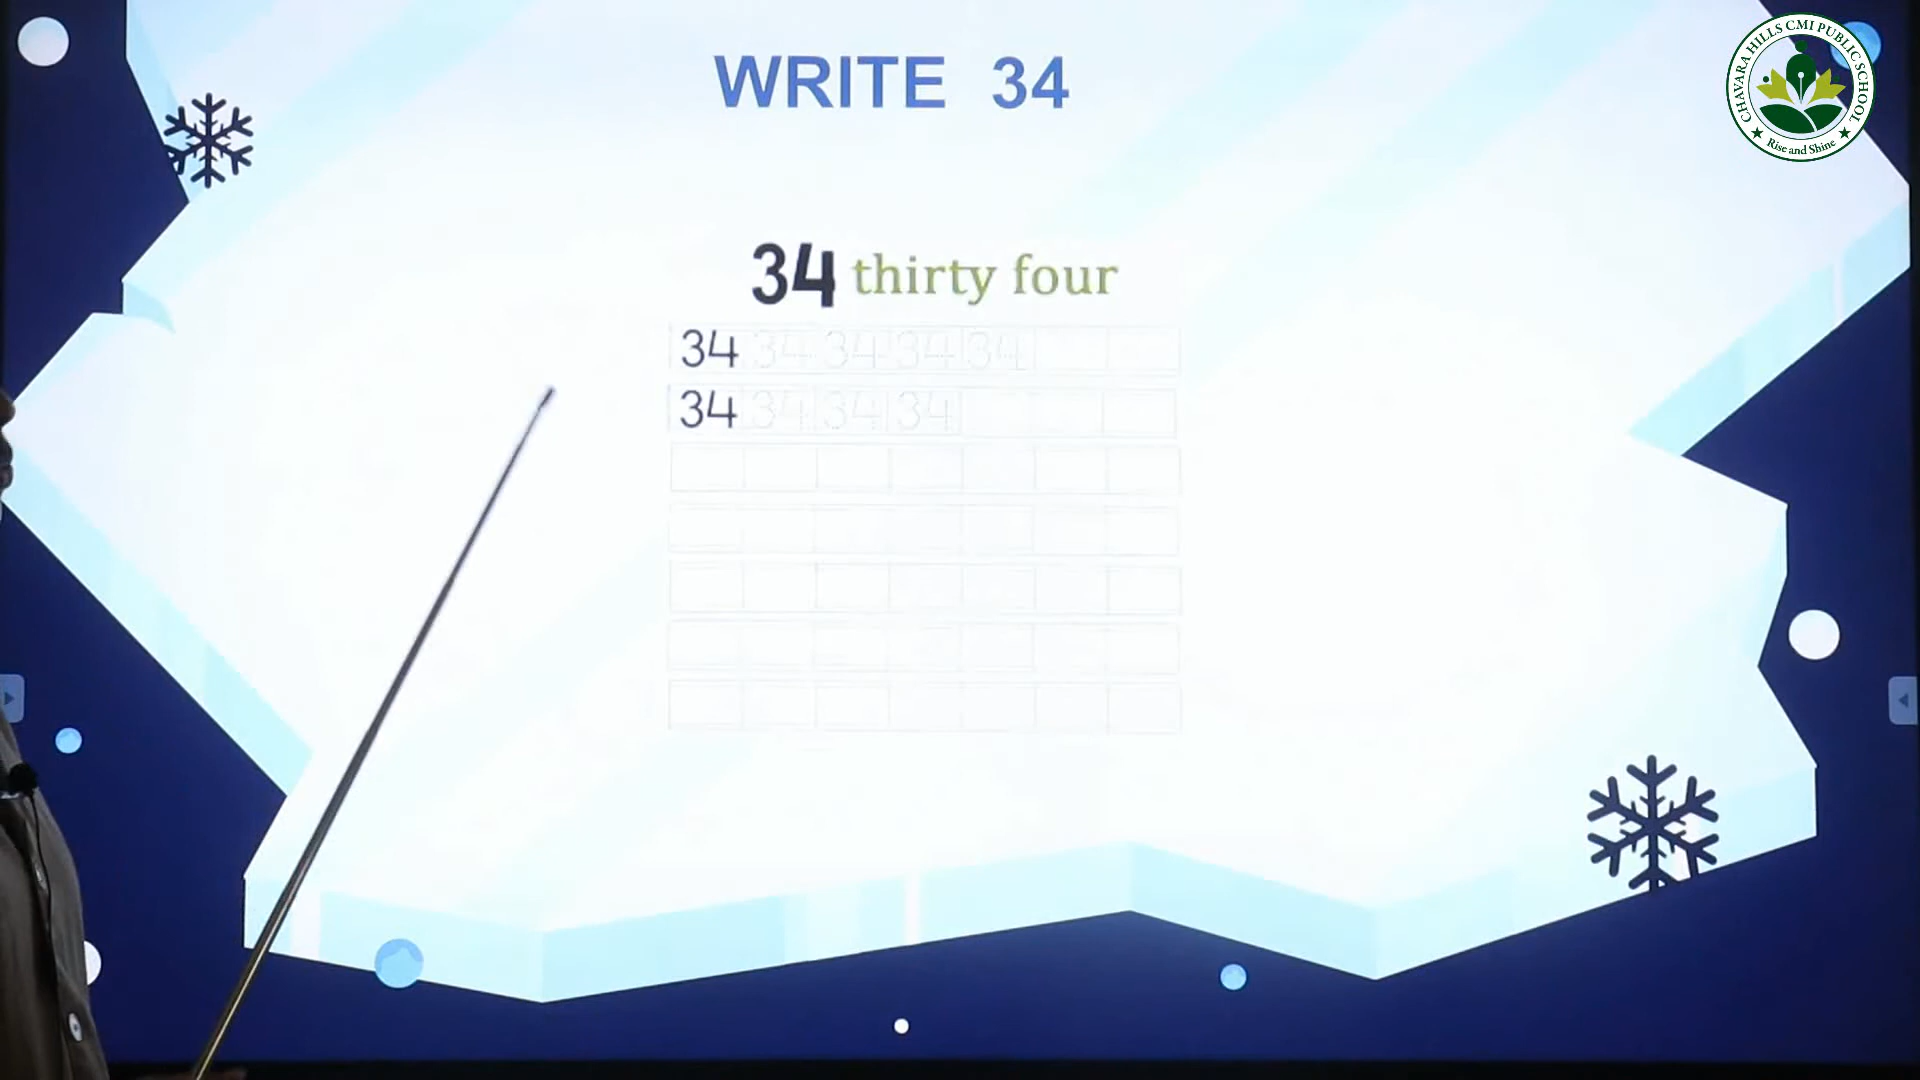 WRITE 34
CHAVARA HILLS CMI PUBLIC SCHOOL
Rise and Shine
34 thirty four
34 34 34 34 34
34 34 34 34